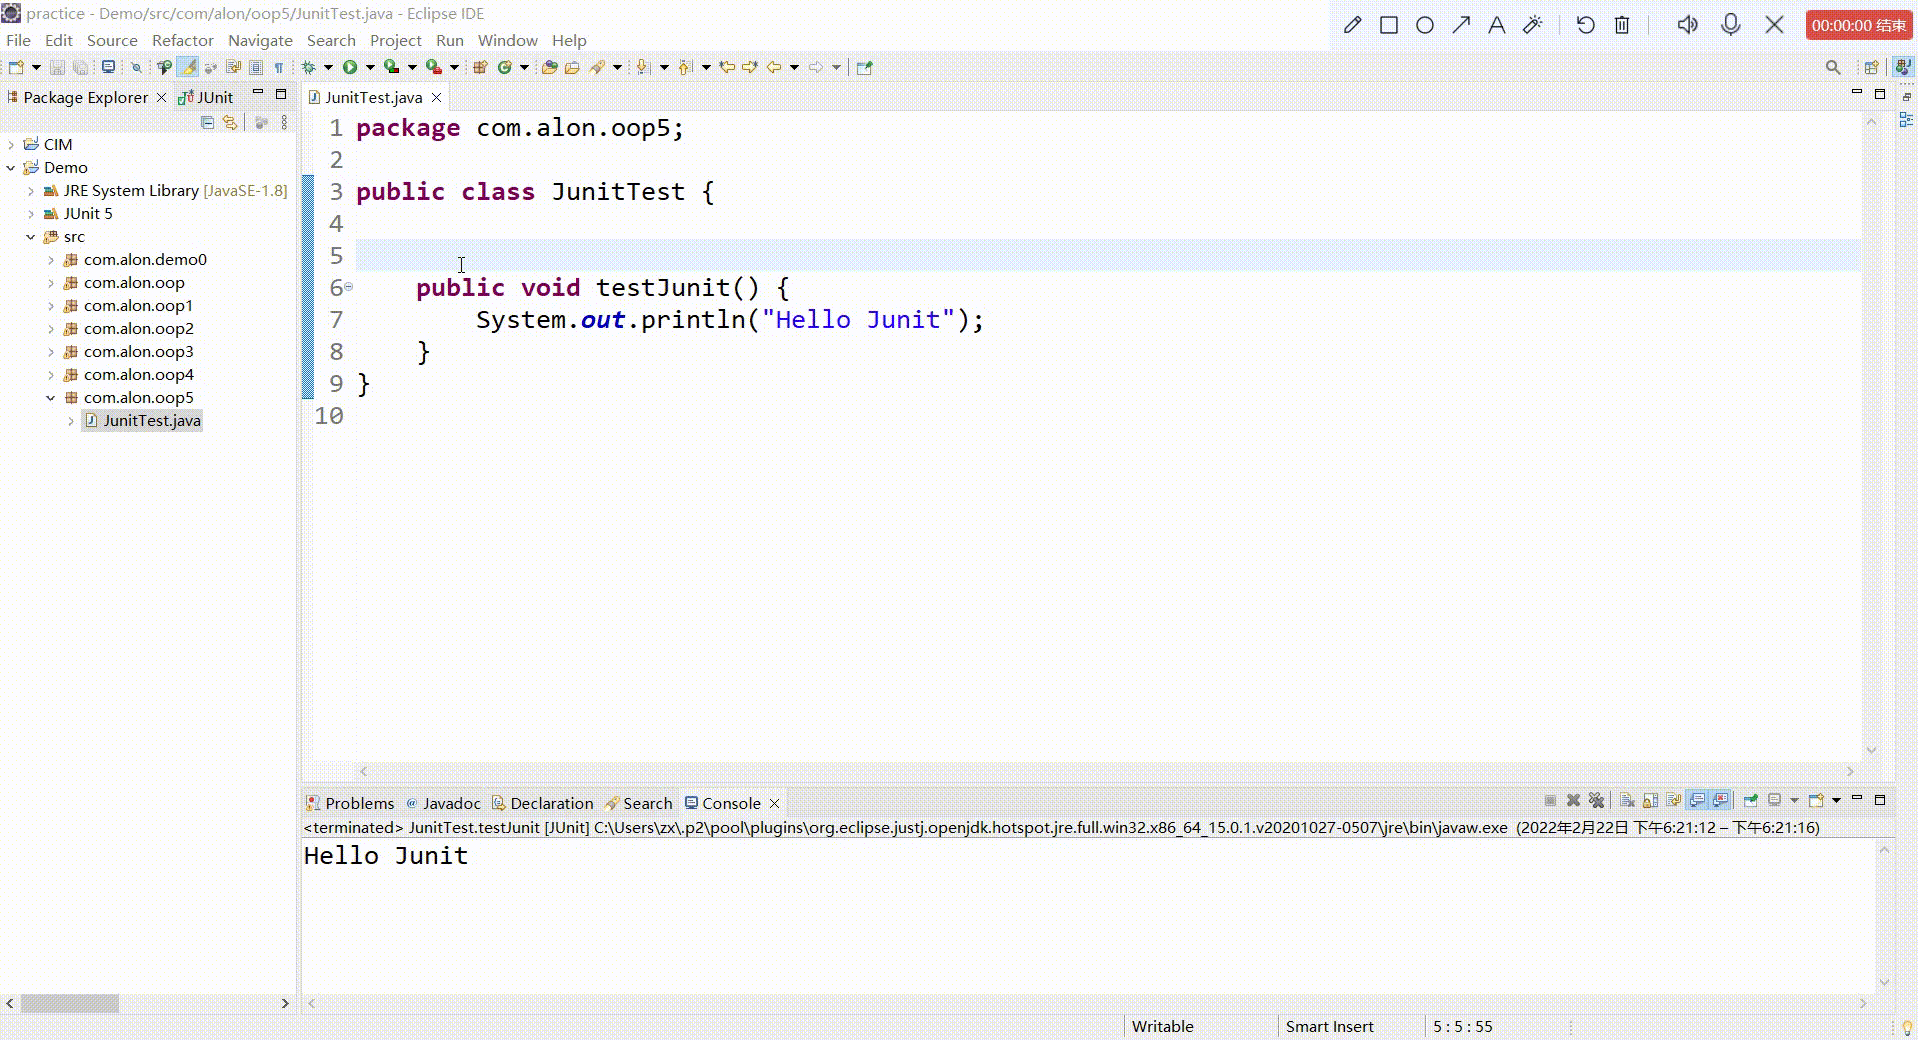 practice - Demo/src/com/alon/oop5/JunitTest.java - Eclipse IDE
00:00:00 结束
File Edit Source Refactor Navigate Search Project Run Window Help
Package Explorer
JUnit
JunitTest.java
CIM
Demo
JRE System Library [JavaSE-1.8]
JUnit 5
src
com.alon.demo0
com.alon.oop
com.alon.oop1
com.alon.oop2
com.alon.oop3
com.alon.oop4
com.alon.oop5
JunitTest.java
1 package com.alon.oop5;
2
3 public class JunitTest {
4
5
6 public void testJunit() {
7 System.out.println("Hello Junit");
8 }
9 }
10
Problems @ Javadoc Declaration Search Console
<terminated> JunitTest.testJunit [JUnit] C:\Users\zx\.p2\pool\plugins\org.eclipse.justj.openjdk.hotspot.jre.full.win32.x86_64_15.0.1.v20201027-0507\jre\bin\javaw.exe (2022年2月22日 下午6:21:12 – 下午6:21:16)
Hello Junit
Writable Smart Insert 5 : 5 : 55